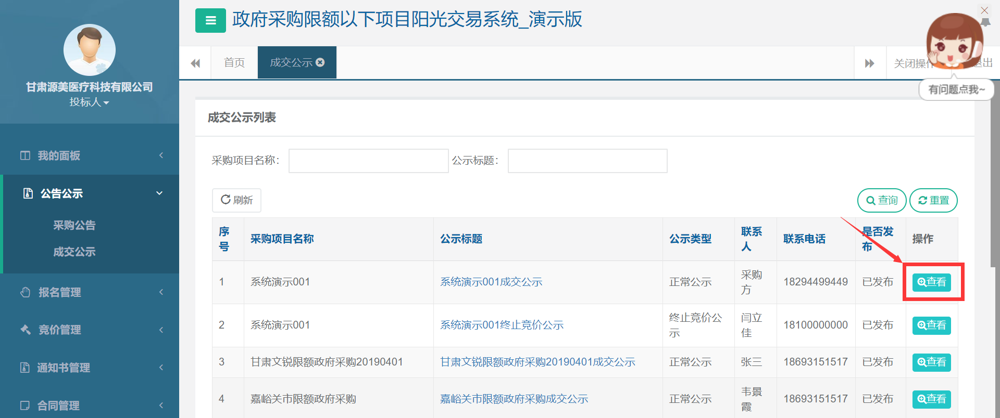 政府采购限额以下项目阳光交易系统_演示版
甘肃源美医疗科技有限公司
投标人
首页
成交公示
关闭操作
退出
有问题点我~
我的面板
公告公示
采购公告
成交公示
报名管理
竞价管理
通知书管理
合同管理
成交公示列表
采购项目名称：
公示标题：
刷新
查询
重置
序号 采购项目名称 公示标题 公示类型 联系人 联系电话 是否发布 操作
1 系统演示001 系统演示001成交公示 正常公示 采购方 18294499449 已发布 查看
2 系统演示001 系统演示001终止竞价公示 终止竞价公示 闫立佳 18100000000 已发布 查看
3 甘肃文锐限额政府采购20190401 甘肃文锐限额政府采购20190401成交公示 正常公示 张三 18693151517 已发布 查看
4 嘉峪关市限额政府采购 嘉峪关市限额政府采购成交公示 正常公示 韦景霞 18693151517 已发布 查看